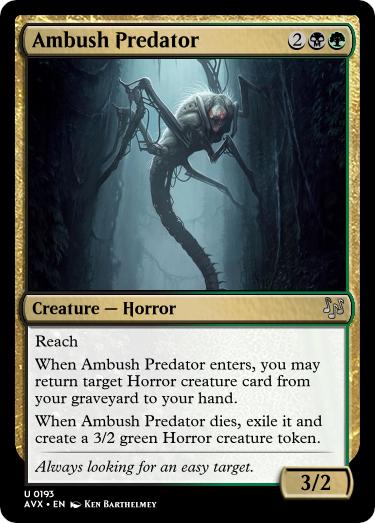 Ambush Predator 2
Creature — Horror
Reach
When Ambush Predator enters, you may
return target Horror creature card from
your graveyard to your hand.
When Ambush Predator dies, exile it and
create a 3/2 green Horror creature token.
Always looking for an easy target.
3/2
U 0193
AVX • EN Ken Barthelmey